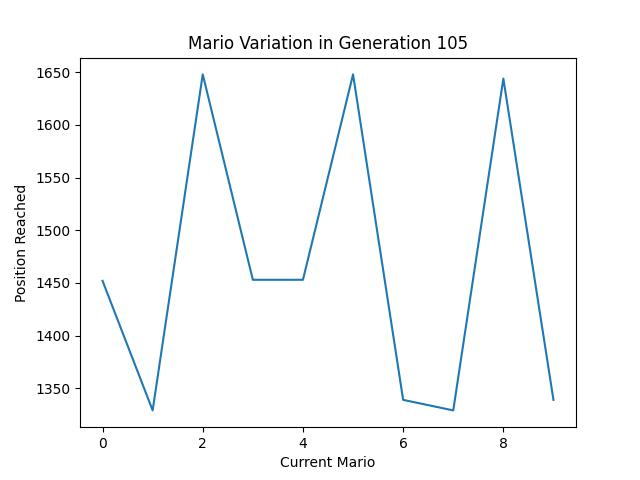 Mario Variation in Generation 105
Position Reached
1650
1600
1550
1500
1450
1400
1350
0 2 4 6 8
Current Mario